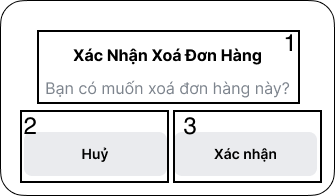 1
Xác Nhận Xoá Đơn Hàng
Bạn có muốn xoá đơn hàng này?
2
Huỷ
3
Xác nhận